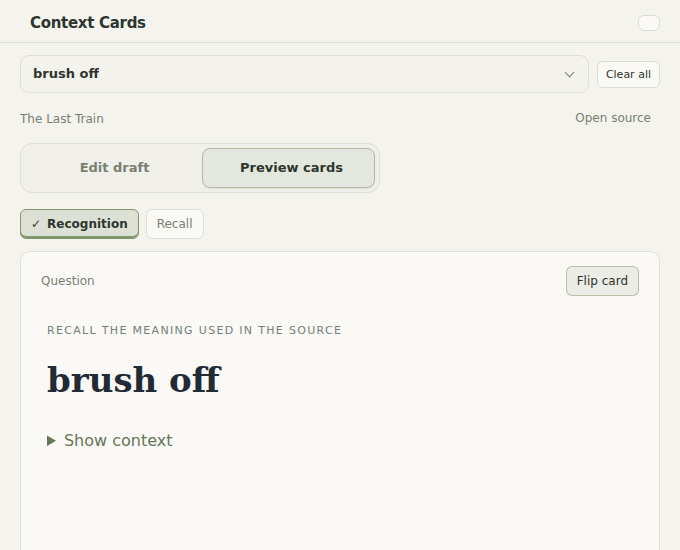 Context Cards
brush off
Clear all
The Last Train
Open source
Edit draft
Preview cards
✓ Recognition
Recall
Question
Flip card
RECALL THE MEANING USED IN THE SOURCE
brush off
Show context